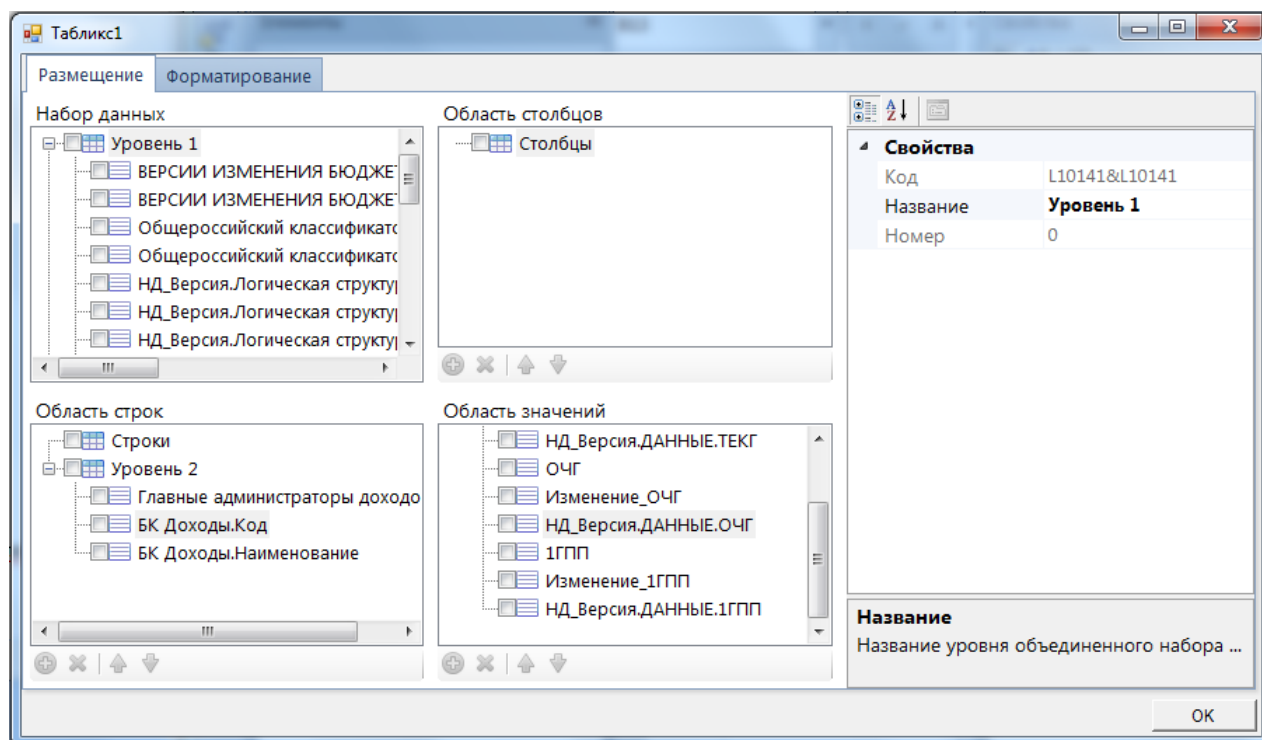 Табликс1
Размещение
Форматирование
Набор данных
Уровень 1
ВЕРСИИ ИЗМЕНЕНИЯ БЮДЖЕ
ВЕРСИИ ИЗМЕНЕНИЯ БЮДЖЕ
Общероссийский классификато
Общероссийский классификато
НД_Версия.Логическая структу
НД_Версия.Логическая структу
НД_Версия.Логическая структу
Область столбцов
Столбцы
Область строк
Строки
Уровень 2
Главные администраторы доходо
БК Доходы.Код
БК Доходы.Наименование
Область значений
НД_Версия.ДАННЫЕ.ТЕКГ
ОЧГ
Изменение_ОЧГ
НД_Версия.ДАННЫЕ.ОЧГ
1ГПП
Изменение_1ГПП
НД_Версия.ДАННЫЕ.1ГПП
Свойства
Код L10141&L10141
Название Уровень 1
Номер 0
Название
Название уровня объединенного набора ...
OK